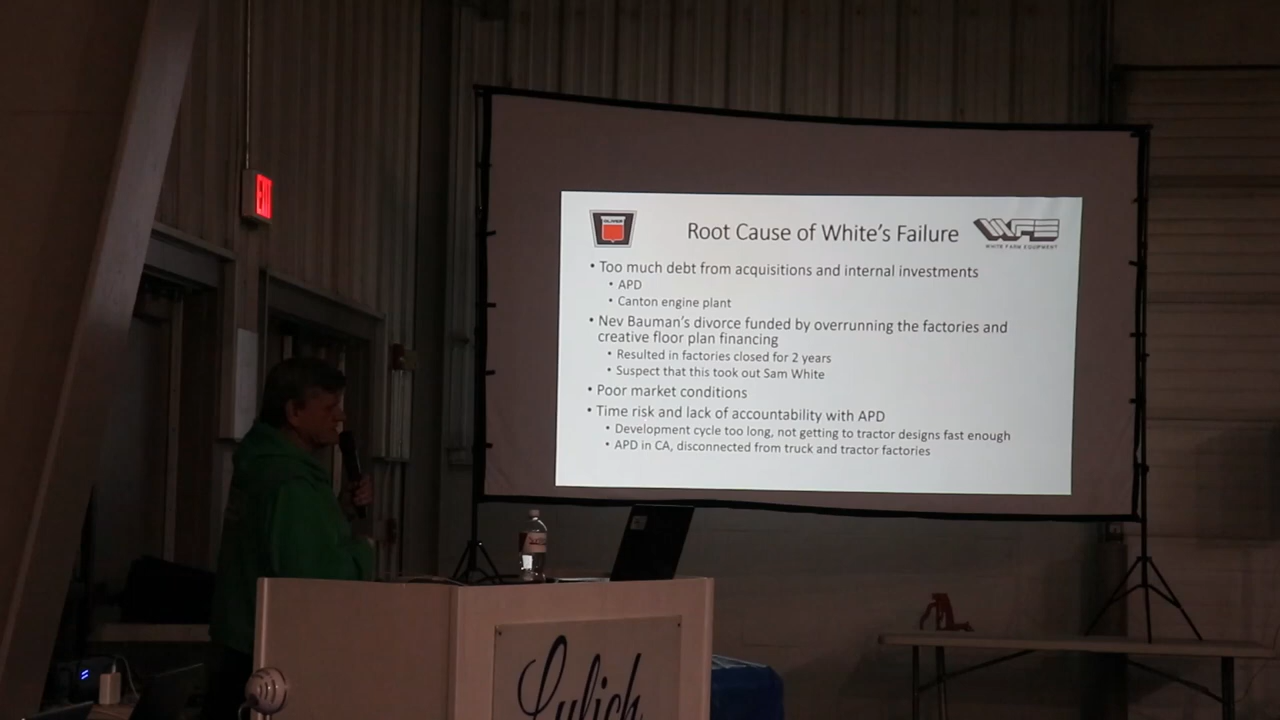 EXIT
OLIVER
Root Cause of White's Failure
WFE
WHITE FARM EQUIPMENT
• Too much debt from acquisitions and internal investments
• APD
• Canton engine plant
• Nev Bauman's divorce funded by overrunning the factories and
creative floor plan financing
• Resulted in factories closed for 2 years
• Suspect that this took out Sam White
• Poor market conditions
• Time risk and lack of accountability with APD
• Development cycle too long, not getting to tractor designs fast enough
• APD in CA, disconnected from truck and tractor factories
Lulich